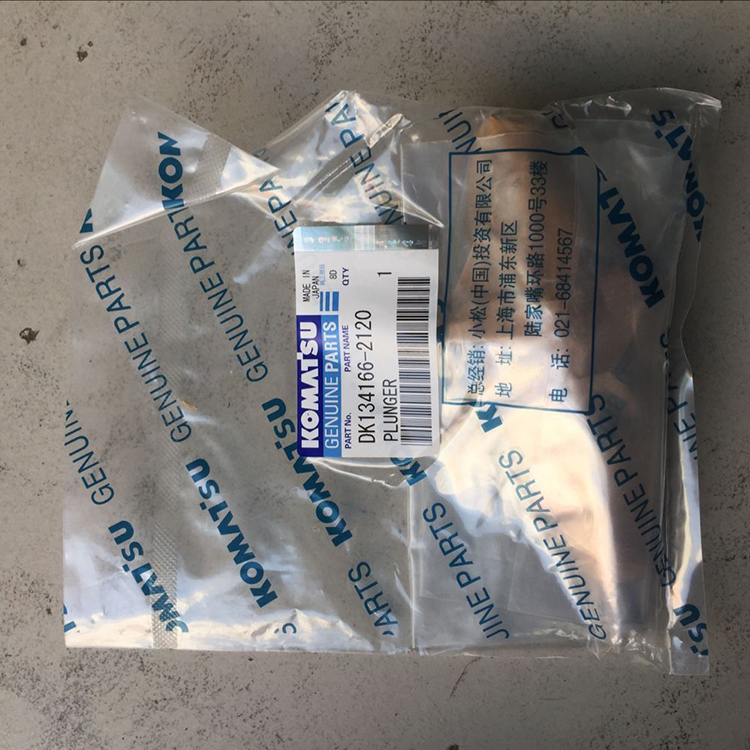 KOMATSU
GENUINE PARTS
MADE IN
JAPAN
8D
QTY
1
PART No.
DK134166-2120
PART NAME
PLUNGER
总经销: 小松(中国)投资有限公司
地 址: 上海市浦东新区
陆家嘴环路1000号33楼
电 话: 021-68414567
KOMATSU GENUINE PARTS
KOMATSU GENUINE PARTS
KOMATSU GENUINE PARTS